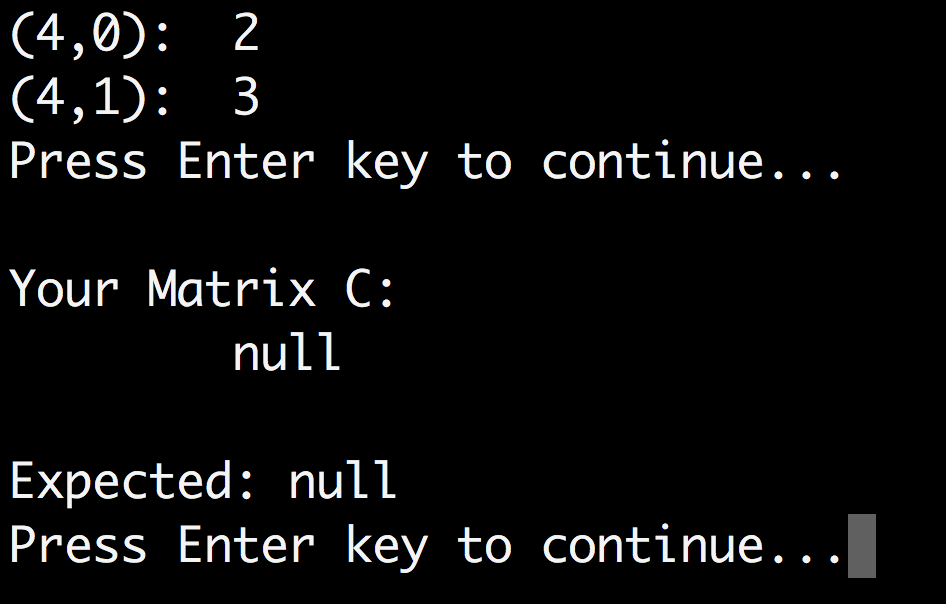 (4,0):  2
(4,1):  3
Press Enter key to continue...
Your Matrix C:
        null
Expected: null
Press Enter key to continue...